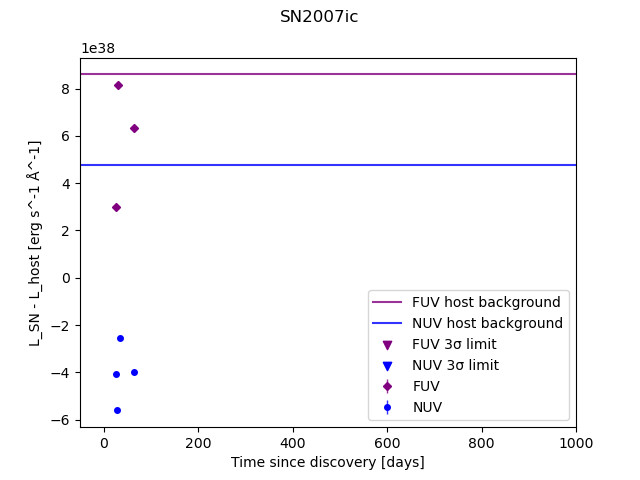 SN2007ic
1e38
8
6
4
2
0
−2
−4
−6
L_SN - L_host [erg s^-1 Å^-1]
FUV host background
NUV host background
FUV 3σ limit
NUV 3σ limit
FUV
NUV
0 200 400 600 800 1000
Time since discovery [days]